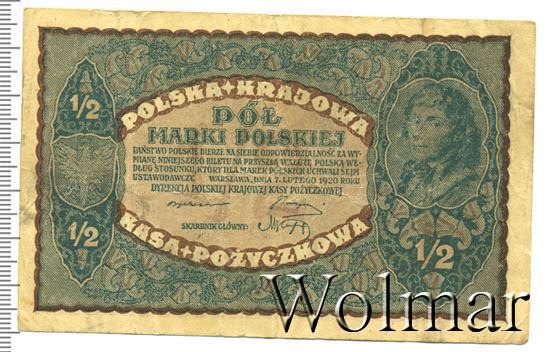 POLSKA KRAJOWA
1/2
1/2
PÓŁ
MARKI POLSKIEJ
PAŃSTWO POLSKIE BIERZE NA SIEBIE ODPOWIEDZIALNOŚĆ ZA WY-
MIANĘ NINIEJSZEGO BILETU NA PRZYSZŁĄ WALUTĘ POLSKĄ WE-
DŁUG STOSUNKU, KTÓRY DLA MAREK POLSKICH UCHWALI SEJM
USTAWODAWCZY. WARSZAWA, DNIA 7. LUTEGO 1920 ROKU
DYREKCJA POLSKIEJ KRAJOWEJ KASY POŻYCZKOWEJ
SKARBNIK GŁÓWNY:
KASA POŻYCZKOWA
1/2
Wolmar